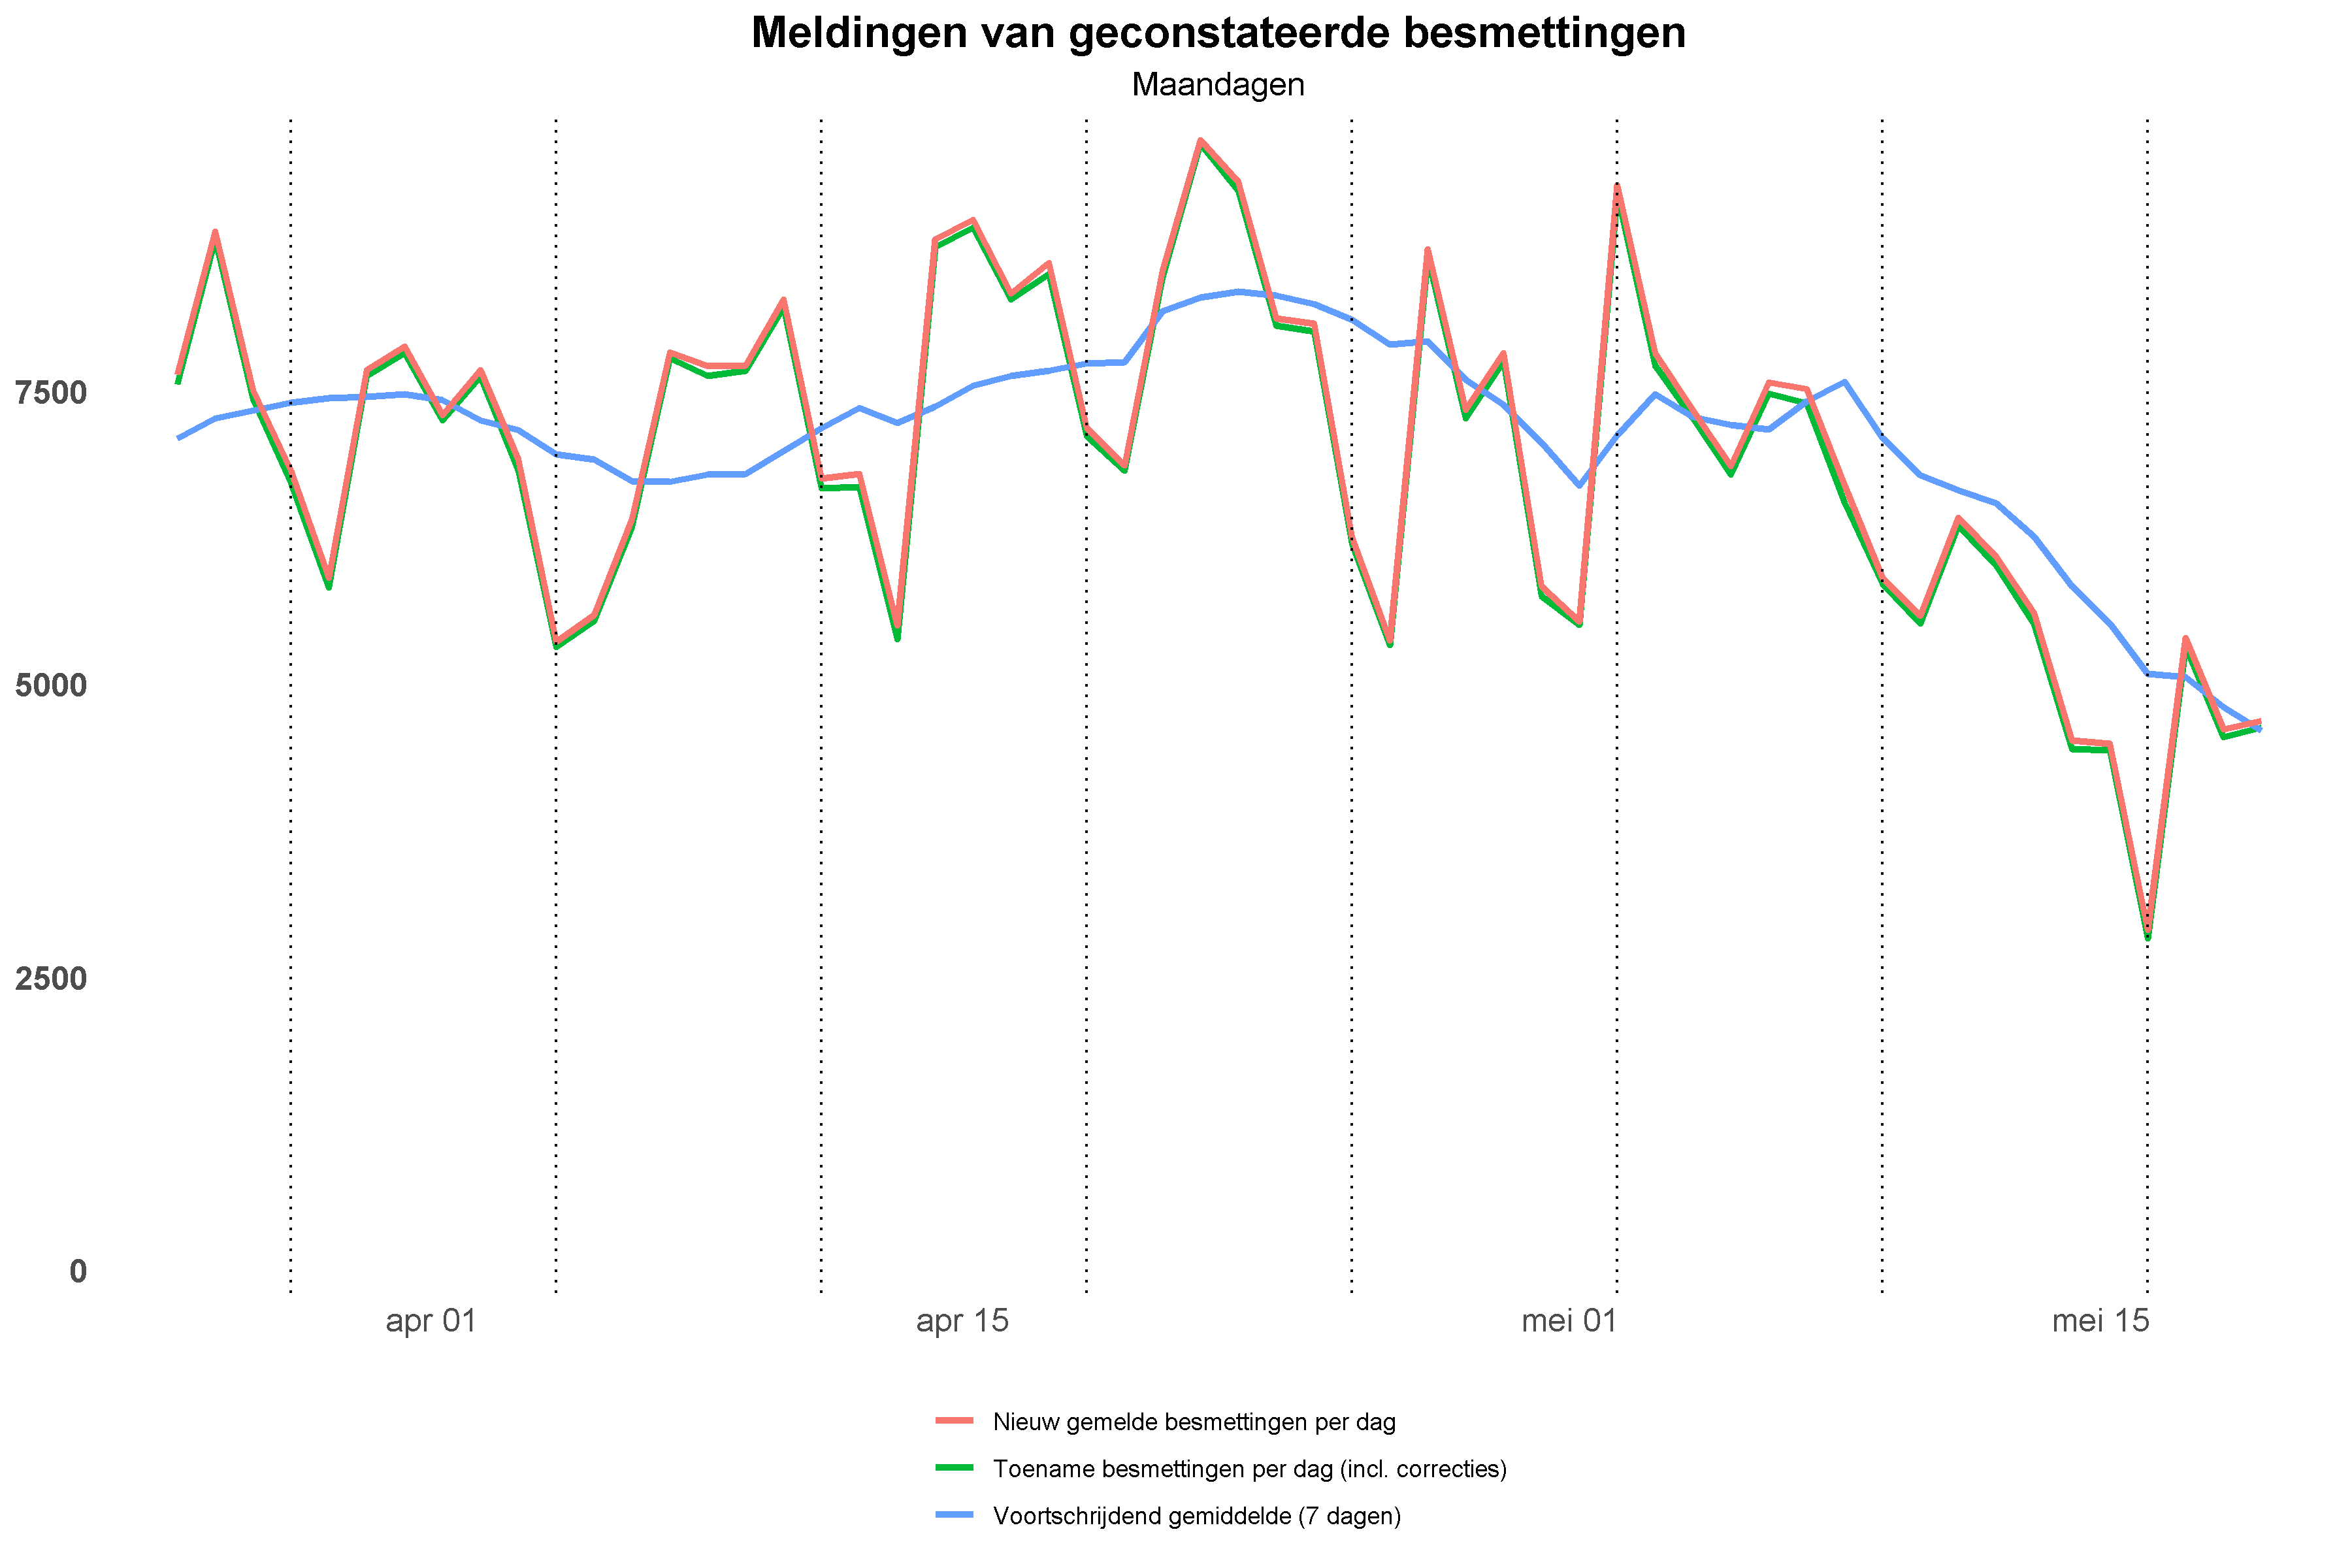 Meldingen van geconstateerde besmettingen
Maandagen
7500
5000
2500
0
apr 01
apr 15
mei 01
mei 15
Nieuw gemelde besmettingen per dag
Toename besmettingen per dag (incl. correcties)
Voortschrijdend gemiddelde (7 dagen)